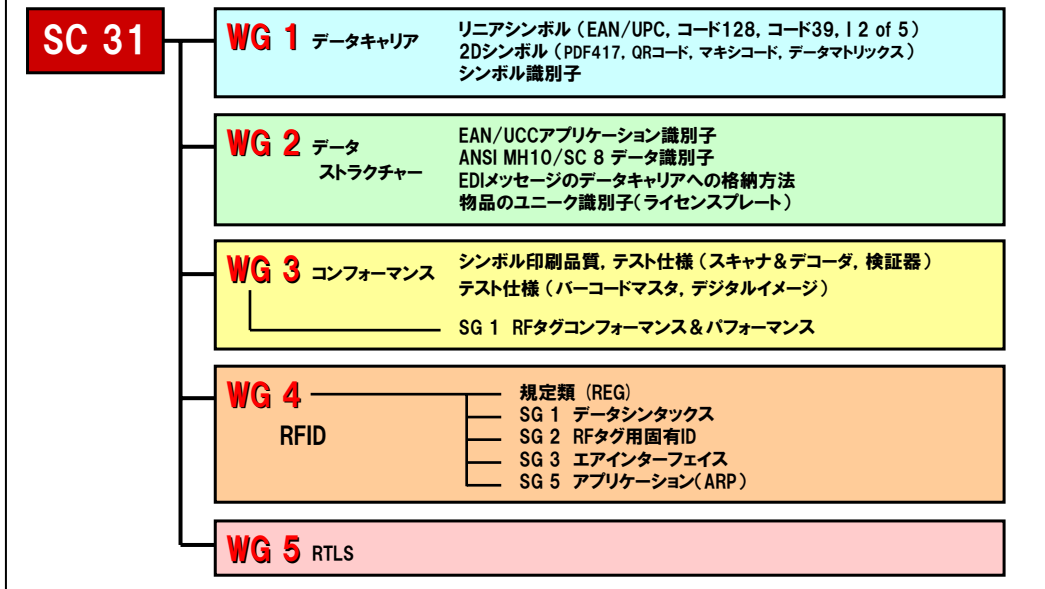 SC 31
WG 1 データキャリア
リニアシンボル（EAN/UPC, コード128, コード39, I 2 of 5）
2Dシンボル（PDF417, QRコード, マキシコード, データマトリックス）
シンボル識別子
WG 2 データ
ストラクチャー
EAN/UCCアプリケーション識別子
ANSI MH10/SC 8 データ識別子
EDIメッセージのデータキャリアへの格納方法
物品のユニーク識別子（ライセンスプレート）
WG 3 コンフォーマンス
シンボル印刷品質, テスト仕様（スキャナ＆デコーダ, 検証器）
テスト仕様（バーコードマスタ, デジタルイメージ）
SG 1 RFタグコンフォーマンス＆パフォーマンス
WG 4
RFID
規定類 (REG)
SG 1 データシンタックス
SG 2 RFタグ用固有ID
SG 3 エアインターフェイス
SG 5 アプリケーション（ARP）
WG 5 RTLS